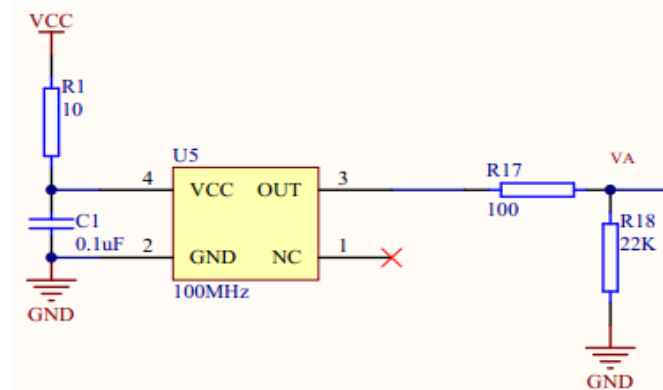 VCC
R1
10
C1
0.1uF
GND
U5
4
VCC
OUT
3
2
GND
NC
1
100MHz
R17
100
VA
R18
22K
GND